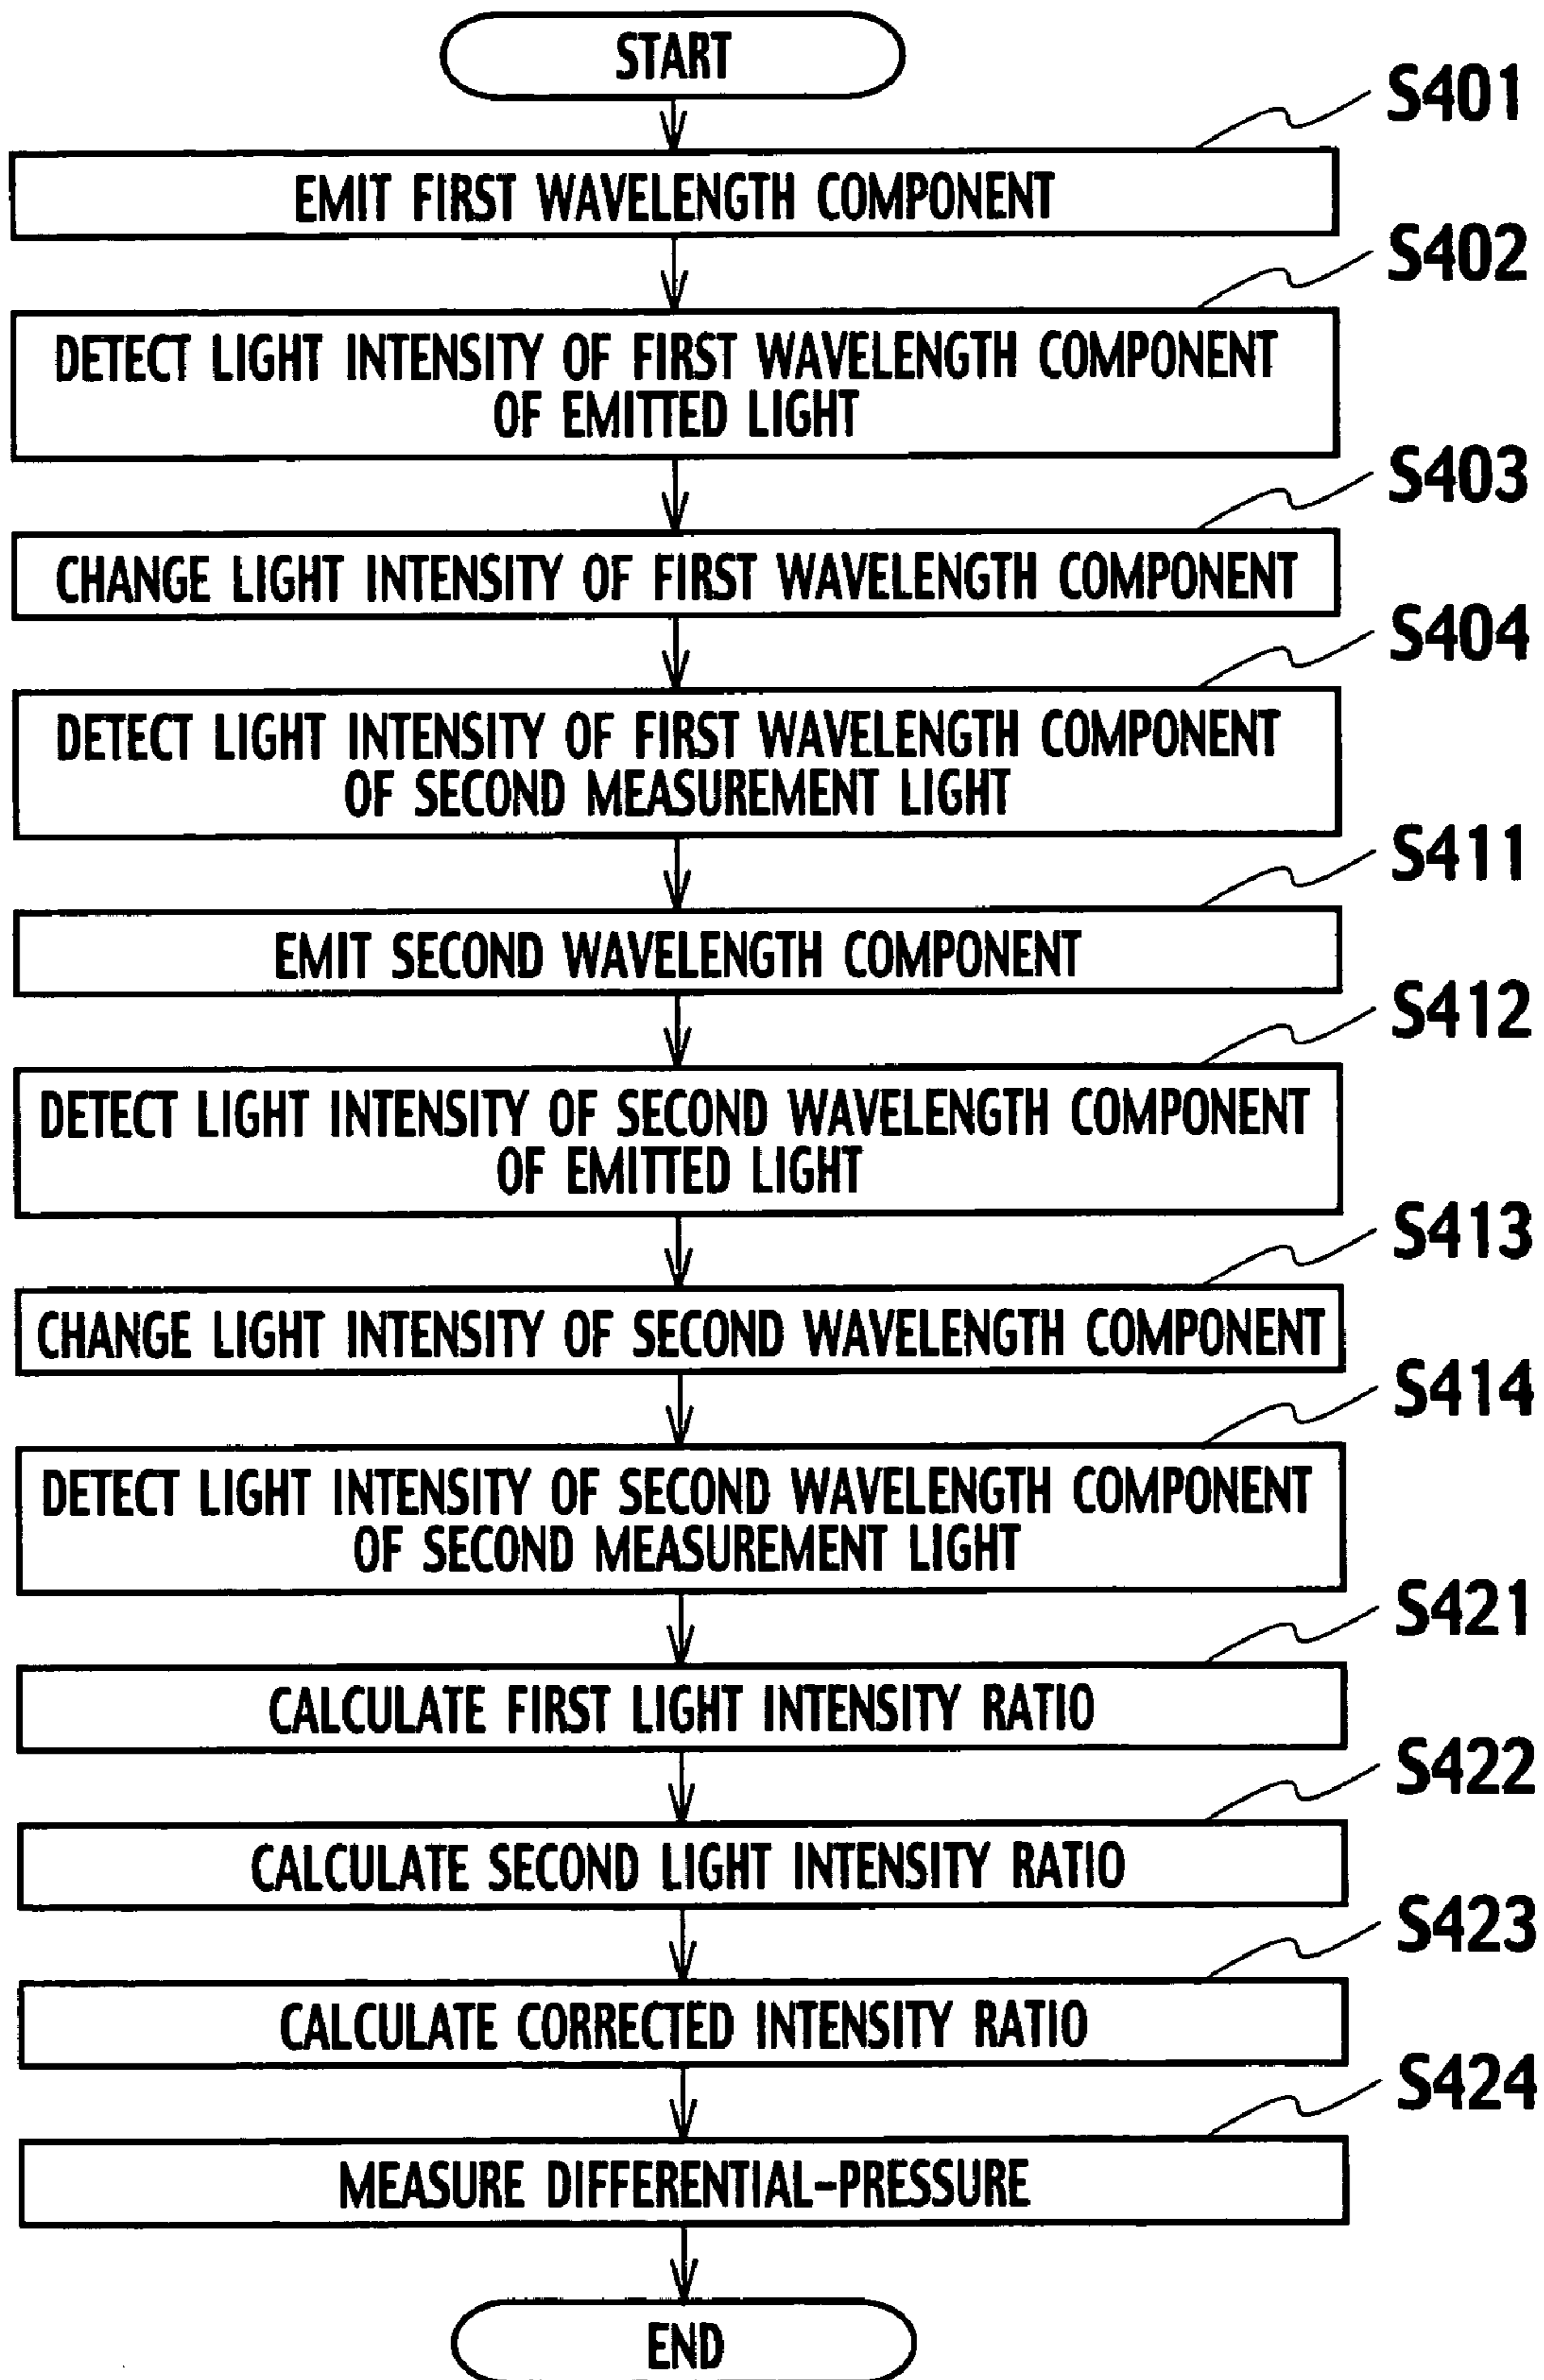 START
S401
EMIT FIRST WAVELENGTH COMPONENT
S402
DETECT LIGHT INTENSITY OF FIRST WAVELENGTH COMPONENT
OF EMITTED LIGHT
S403
CHANGE LIGHT INTENSITY OF FIRST WAVELENGTH COMPONENT
S404
DETECT LIGHT INTENSITY OF FIRST WAVELENGTH COMPONENT
OF SECOND MEASUREMENT LIGHT
S411
EMIT SECOND WAVELENGTH COMPONENT
S412
DETECT LIGHT INTENSITY OF SECOND WAVELENGTH COMPONENT
OF EMITTED LIGHT
S413
CHANGE LIGHT INTENSITY OF SECOND WAVELENGTH COMPONENT
S414
DETECT LIGHT INTENSITY OF SECOND WAVELENGTH COMPONENT
OF SECOND MEASUREMENT LIGHT
S421
CALCULATE FIRST LIGHT INTENSITY RATIO
S422
CALCULATE SECOND LIGHT INTENSITY RATIO
S423
CALCULATE CORRECTED INTENSITY RATIO
S424
MEASURE DIFFERENTIAL-PRESSURE
END